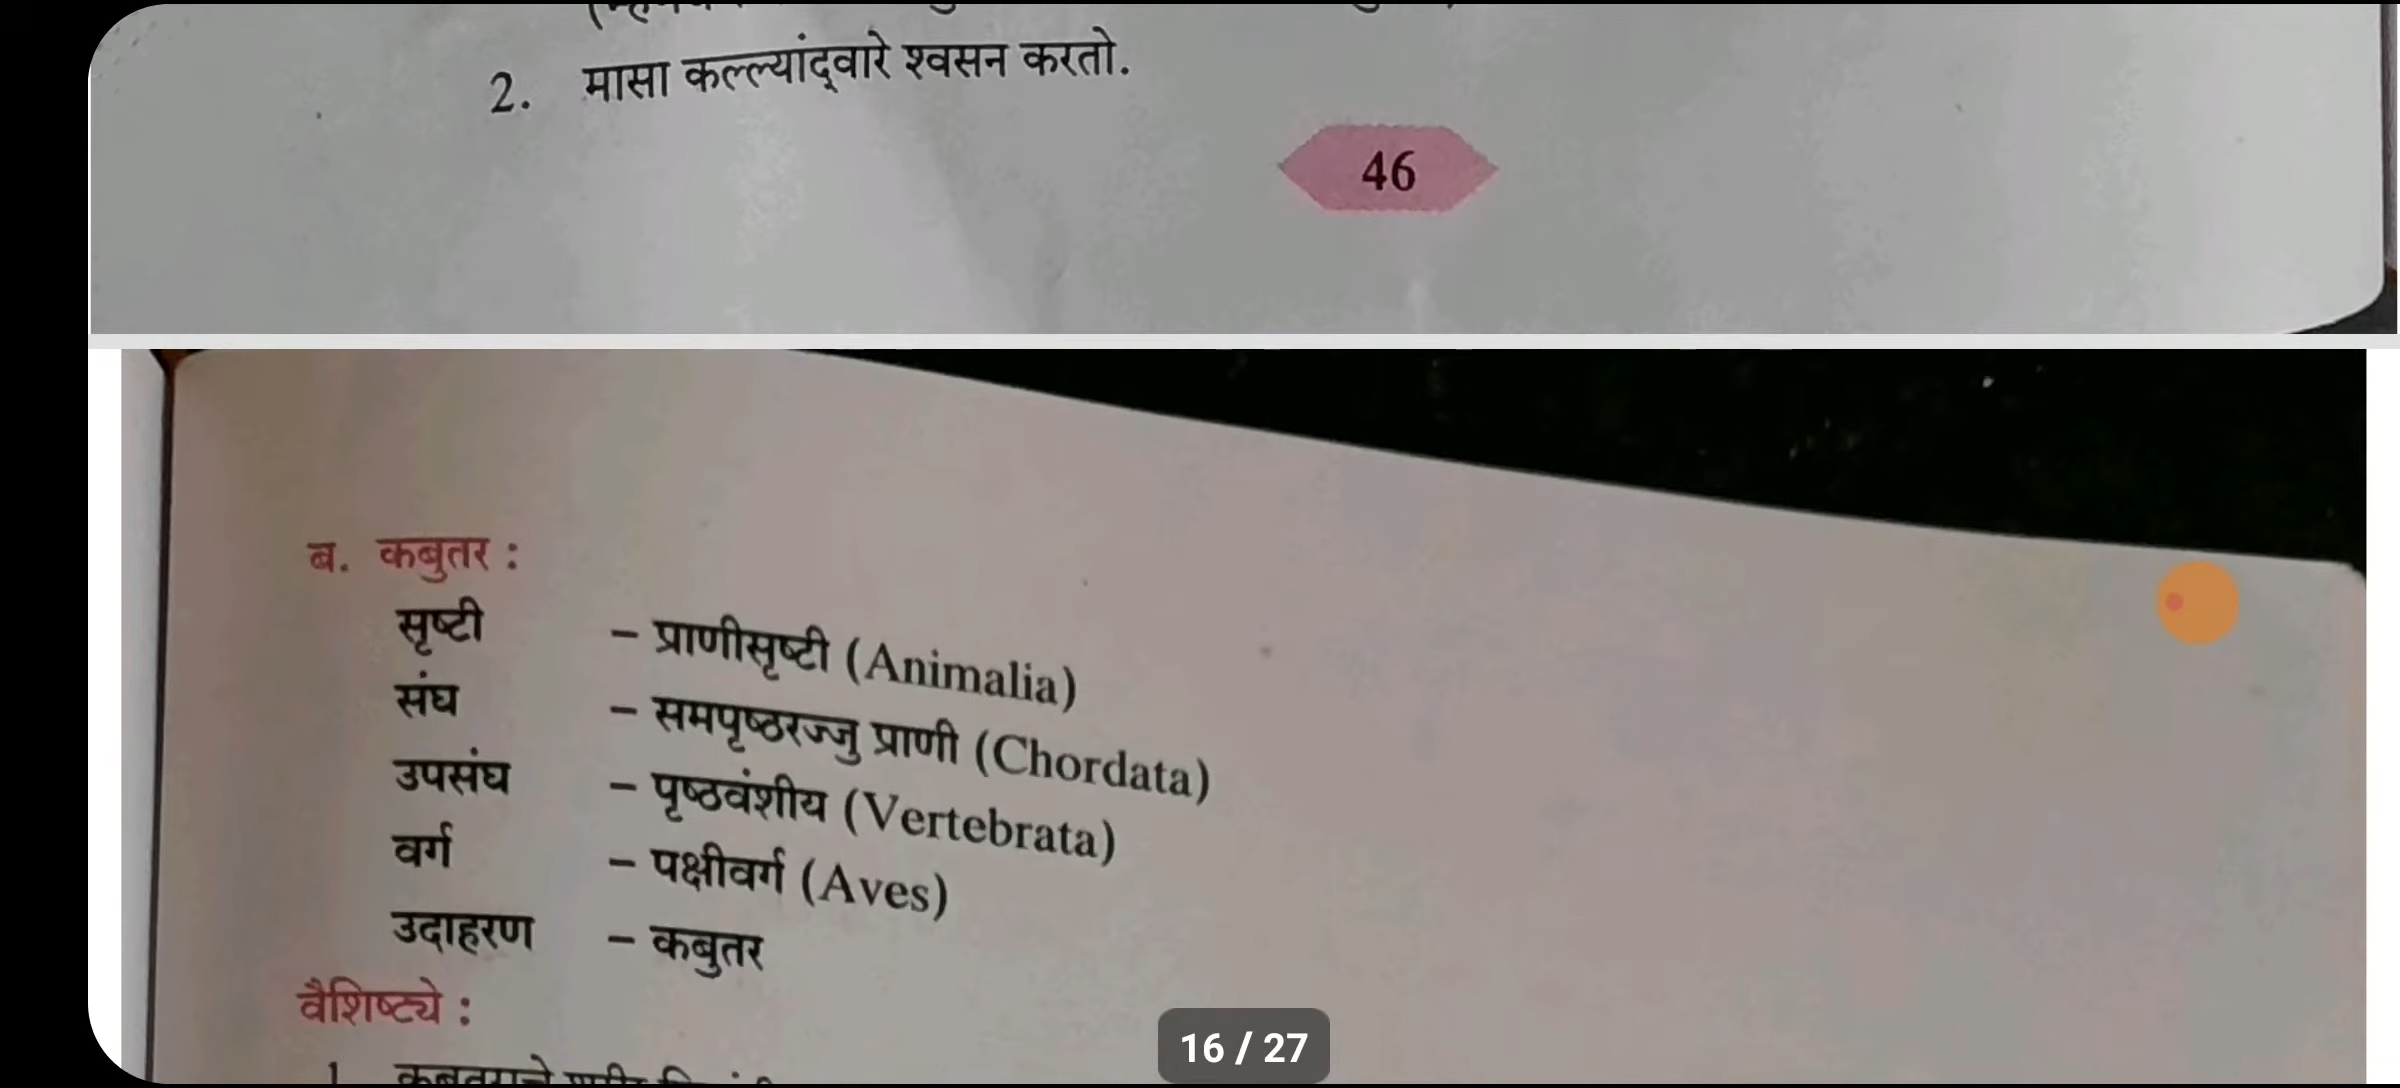 2. मासा कल्ल्यांद्वारे श्वसन करतो.
46
ब. कबुतर :
सृष्टी – प्राणीसृष्टी (Animalia)
संघ – समपृष्ठरज्जु प्राणी (Chordata)
उपसंघ – पृष्ठवंशीय (Vertebrata)
वर्ग – पक्षीवर्ग (Aves)
उदाहरण – कबुतर
वैशिष्ट्ये :
1
16 / 27